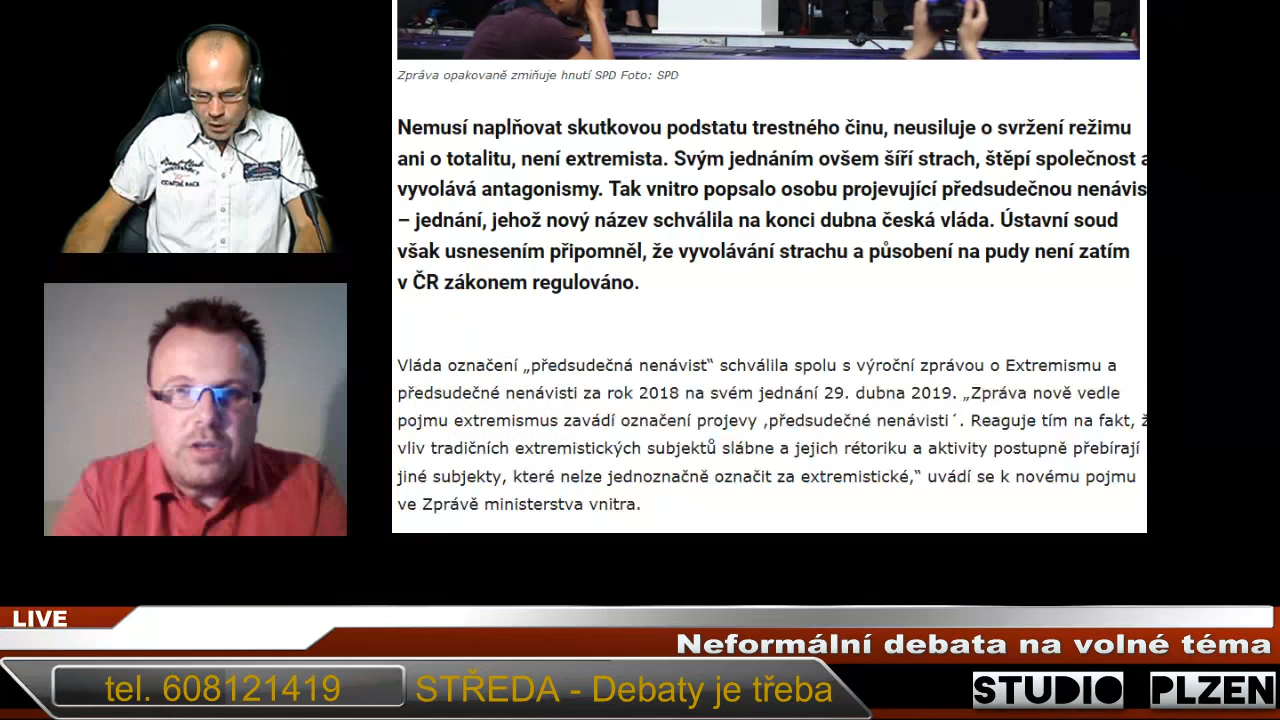 Zpráva opakovaně zmiňuje hnutí SPD Foto: SPD
Nemusí naplňovat skutkovou podstatu trestného činu, neusiluje o svržení režimu
ani o totalitu, není extremista. Svým jednáním ovšem šíří strach, štěpí společnost a
vyvolává antagonismy. Tak vnitro popsalo osobu projevující předsudečnou nenávis
– jednání, jehož nový název schválila na konci dubna česká vláda. Ústavní soud
však usnesením připomněl, že vyvolávání strachu a působení na pudy není zatím
v ČR zákonem regulováno.
Vláda označení „předsudečná nenávist“ schválila spolu s výroční zprávou o Extremismu a
předsudečné nenávisti za rok 2018 na svém jednání 29. dubna 2019. „Zpráva nově vedle
pojmu extremismus zavádí označení projevy ‚předsudečné nenávisti´. Reaguje tím na fakt, ž
vliv tradičních extremistických subjektů slábne a jejich rétoriku a aktivity postupně přebírají
jiné subjekty, které nelze jednoznačně označit za extremistické,“ uvádí se k novému pojmu
ve Zprávě ministerstva vnitra.
LIVE
Neformální debata na volné téma
tel. 608121419 STŘEDA - Debaty je třeba
STUDIO PLZEN